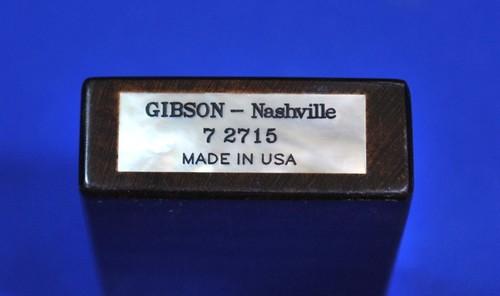 GIBSON – Nashville
7 2715
MADE IN USA